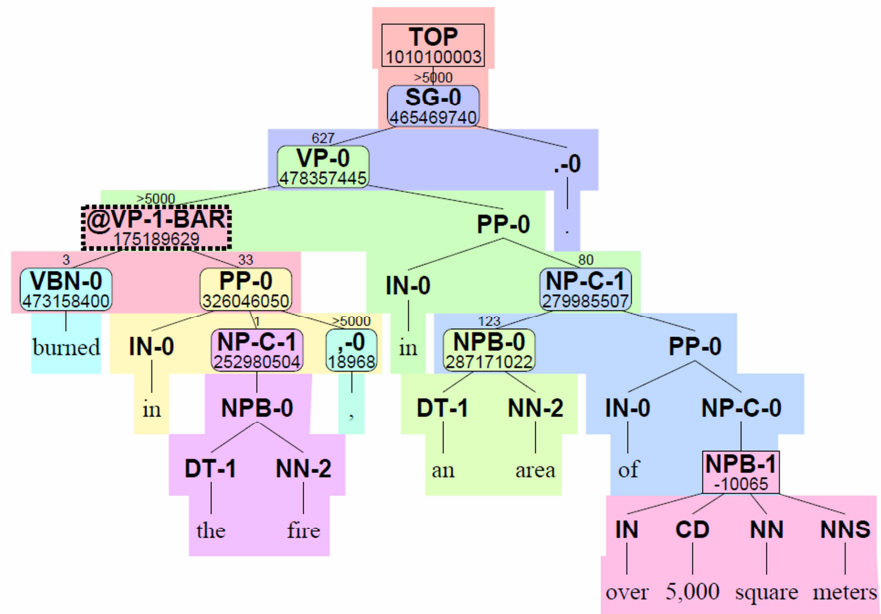 TOP
1010100003
>5000
SG-0
465469740
627
VP-0
478357445
.-0
.
>5000
@VP-1-BAR
175189629
PP-0
3 33 80
VBN-0 PP-0 IN-0 NP-C-1
473158400 326046050 279985507
1 >5000 123
burned IN-0 NP-C-1 ,-0 in NPB-0 PP-0
252980504 18968 287171022
in NPB-0 , DT-1 NN-2 IN-0 NP-C-0
DT-1 NN-2 an area of NPB-1
-10065
the fire IN CD NN NNS
over 5,000 square meters